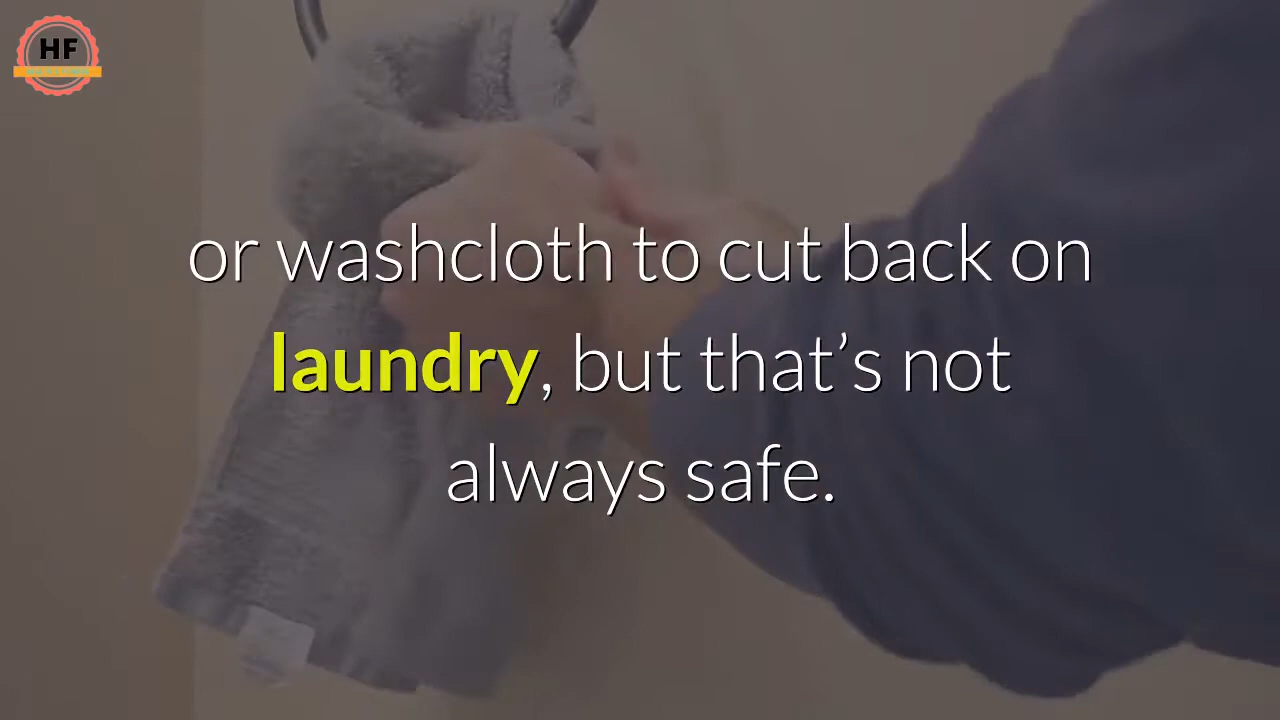 HF
or washcloth to cut back on
laundry, but that’s not
always safe.